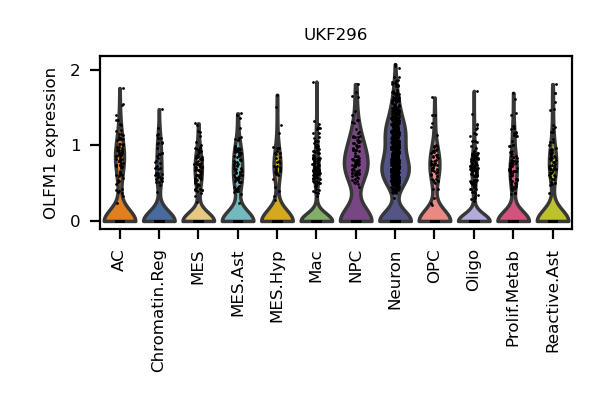 UKF296
OLFM1 expression
2
1
0
AC
Chromatin.Reg
MES
MES.Ast
MES.Hyp
Mac
NPC
Neuron
OPC
Oligo
Prolif.Metab
Reactive.Ast